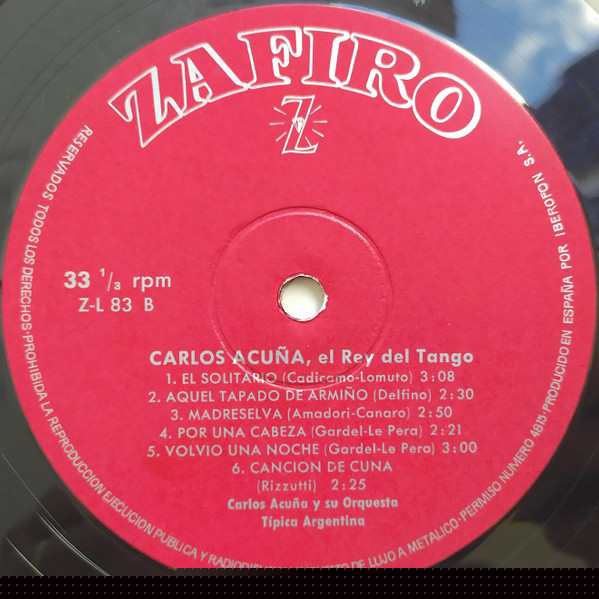 ZAFIRO
Z
33 1/3 rpm
Z-L 83 B
CARLOS ACUÑA, el Rey del Tango
1. EL SOLITARIO (Cadicamo-Lomuto) 3:08
2. AQUEL TAPADO DE ARMIÑO (Delfino) 2:30
3. MADRESELVA (Amadori-Canaro) 2:50
4. POR UNA CABEZA (Gardel-Le Pera) 2:21
5. VOLVIO UNA NOCHE (Gardel-Le Pera) 3:00
6. CANCION DE CUNA
(Rizzutti) 2:25
Carlos Acuña y su Orquesta
Típica Argentina
RESERVADOS TODOS LOS DERECHOS·PROHIBIDA LA REPRODUCCION EJECUCION PUBLICA Y DE LUJO A METALICO·PERMISO NUMERO 4815·PRODUCIDO EN ESPAÑA POR IBEROFON S.A.